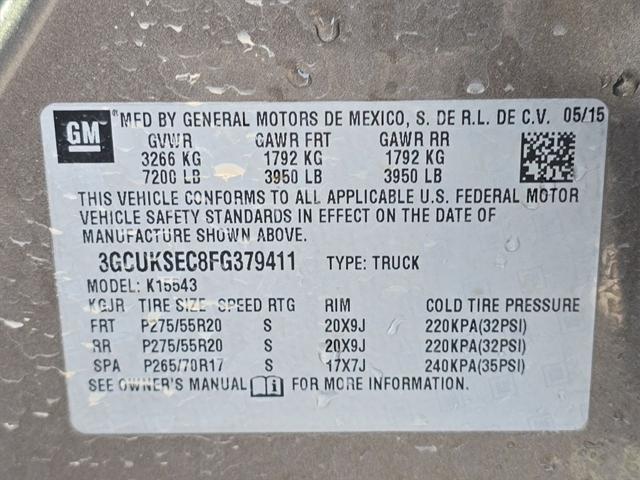 GM ® MFD BY GENERAL MOTORS DE MEXICO, S. DE R.L. DE C.V. 05/15
GVWR GAWR FRT GAWR RR
3266 KG 1792 KG 1792 KG
7200 LB 3950 LB 3950 LB
THIS VEHICLE CONFORMS TO ALL APPLICABLE U.S. FEDERAL MOTOR
VEHICLE SAFETY STANDARDS IN EFFECT ON THE DATE OF
MANUFACTURE SHOWN ABOVE.
3GCUKSEC8FG379411 TYPE: TRUCK
MODEL: K15543
KGJR TIRE SIZE SPEED RTG RIM COLD TIRE PRESSURE
FRT P275/55R20 S 20X9J 220KPA(32PSI)
RR P275/55R20 S 20X9J 220KPA(32PSI)
SPA P265/70R17 S 17X7J 240KPA(35PSI)
SEE OWNER'S MANUAL FOR MORE INFORMATION.